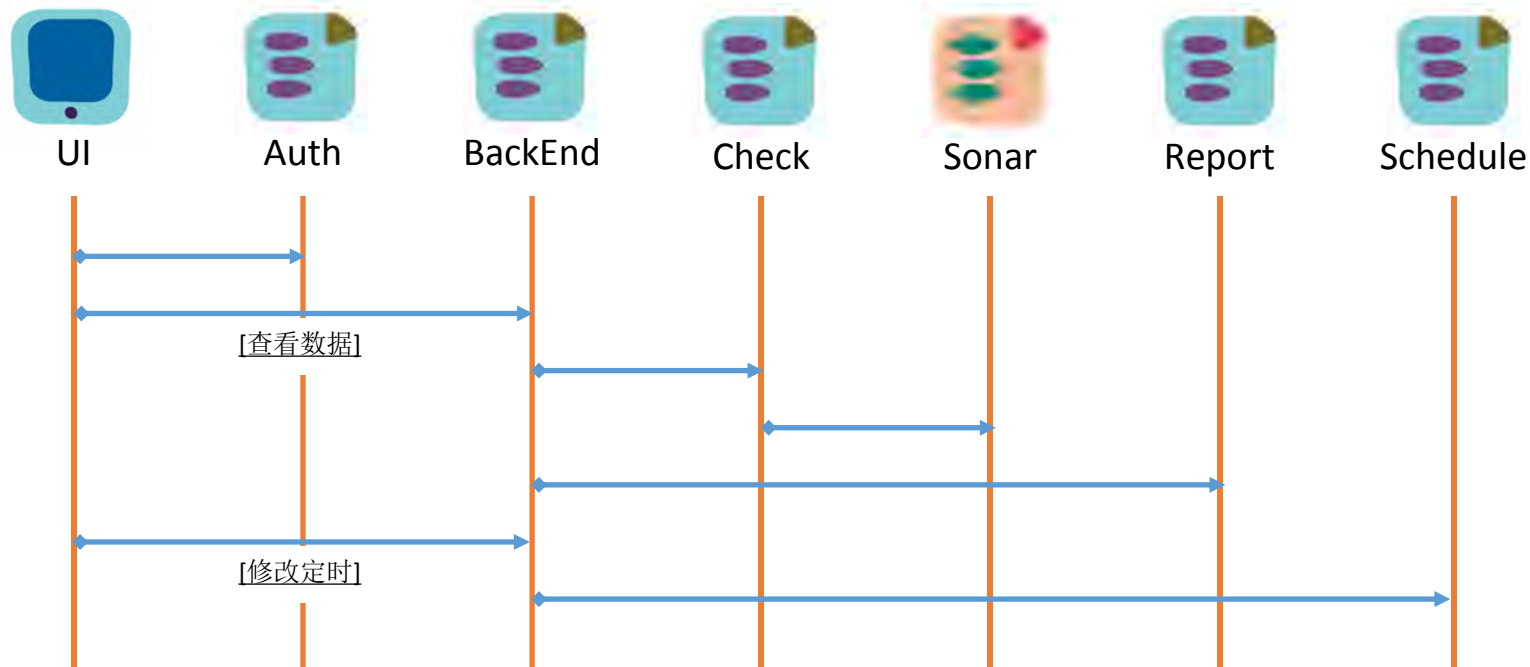 UI
Auth
BackEnd
Check
Sonar
Report
Schedule
[查看数据]
[修改定时]